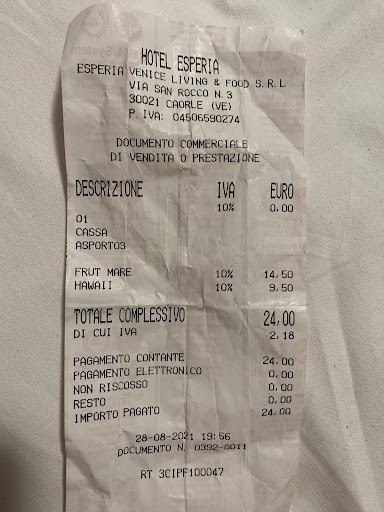 HOTEL ESPERIA
ESPERIA VENICE LIVING & FOOD S.R.L
VIA SAN ROCCO N.3
30021 CAORLE (VE)
P.IVA: 04506590274
DOCUMENTO COMMERCIALE
DI VENDITA O PRESTAZIONE
DESCRIZIONE IVA EURO
10% 0,00
01
CASSA
ASPORTO3
FRUT MARE 10% 14,50
HAWAII 10% 9,50
TOTALE COMPLESSIVO 24,00
DI CUI IVA 2,18
PAGAMENTO CONTANTE 24,00
PAGAMENTO ELETTRONICO 0,00
NON RISCOSSO 0,00
RESTO 0,00
IMPORTO PAGATO 24,00
28-08-2021 19:56
DOCUMENTO N. 0392-0011
RT 3CIPF100047